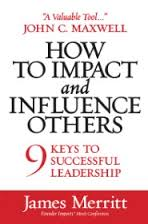 "A Valuable Tool..."
JOHN C. MAXWELL
HOW
TO IMPACT
and
INFLUENCE
OTHERS
9 KEYS TO
SUCCESSFUL
LEADERSHIP
James Merritt